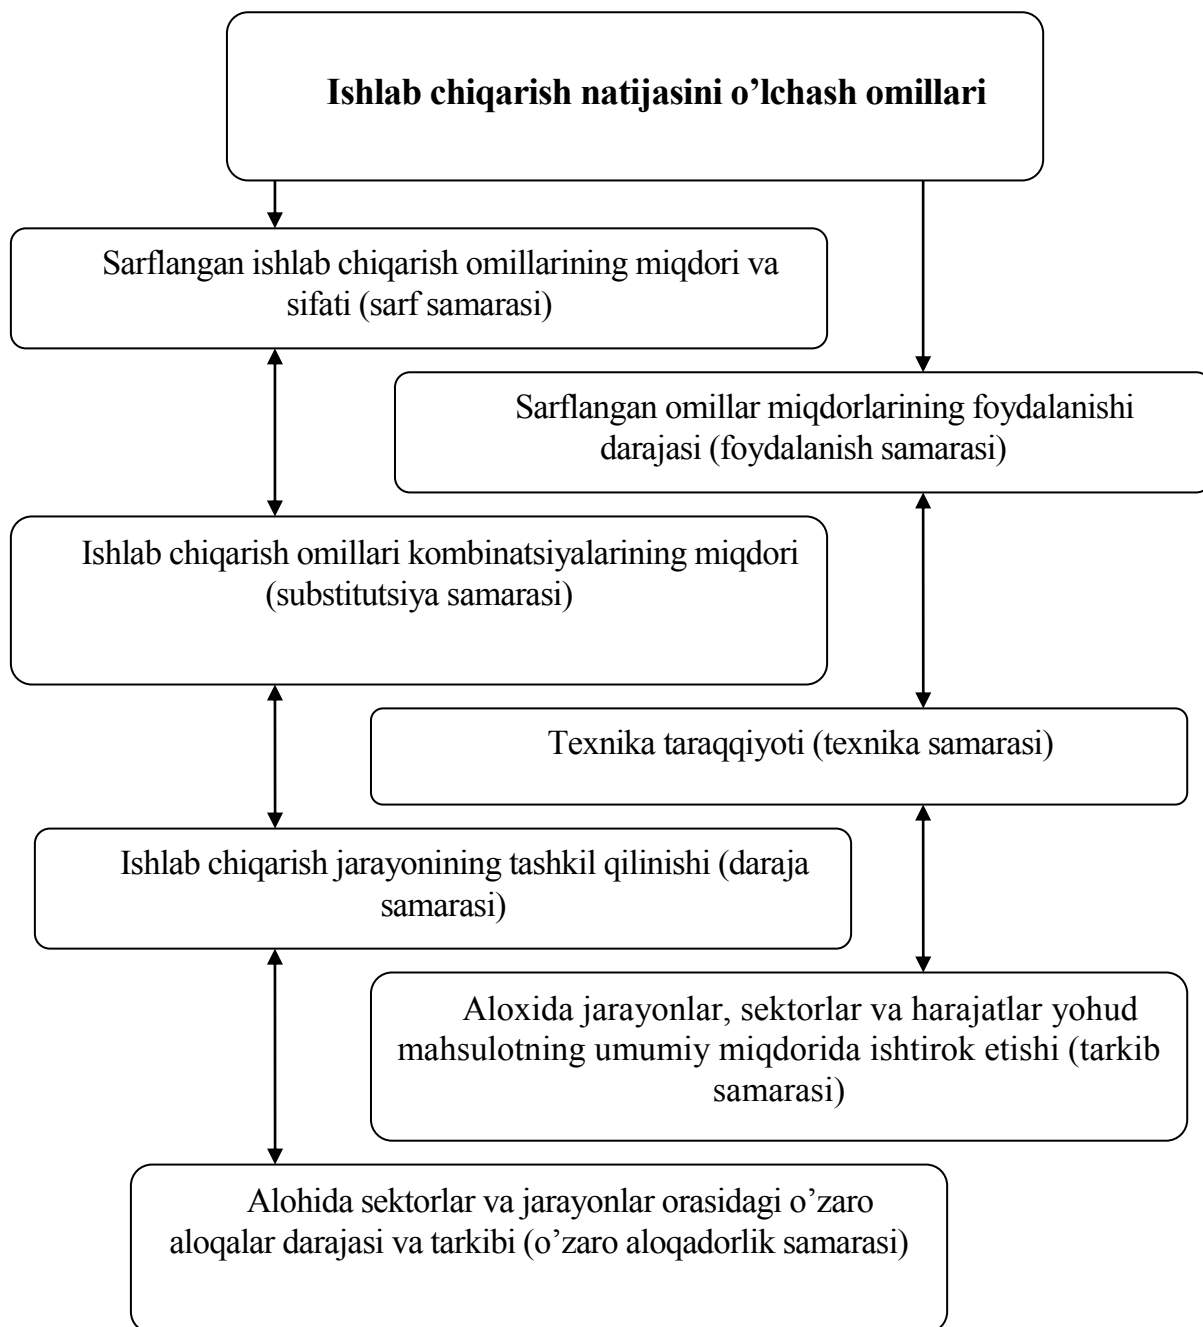 Ishlab chiqarish natijasini o’lchash omillari
Sarflangan ishlab chiqarish omillarining miqdori va
sifati (sarf samarasi)
Sarflangan omillar miqdorlarining foydalanishi
darajasi (foydalanish samarasi)
Ishlab chiqarish omillari kombinatsiyalarining miqdori
(substitutsiya samarasi)
Texnika taraqqiyoti (texnika samarasi)
Ishlab chiqarish jarayonining tashkil qilinishi (daraja
samarasi)
Aloxida jarayonlar, sektorlar va harajatlar yohud
mahsulotning umumiy miqdorida ishtirok etishi (tarkib
samarasi)
Alohida sektorlar va jarayonlar orasidagi o’zaro
aloqalar darajasi va tarkibi (o’zaro aloqadorlik samarasi)